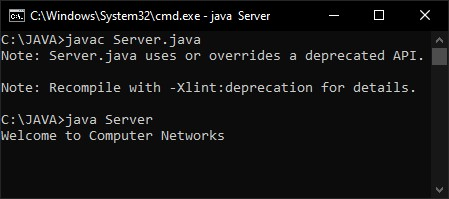 C:\Windows\System32\cmd.exe - java  Server
C:\JAVA>javac Server.java
Note: Server.java uses or overrides a deprecated API.
Note: Recompile with -Xlint:deprecation for details.
C:\JAVA>java Server
Welcome to Computer Networks